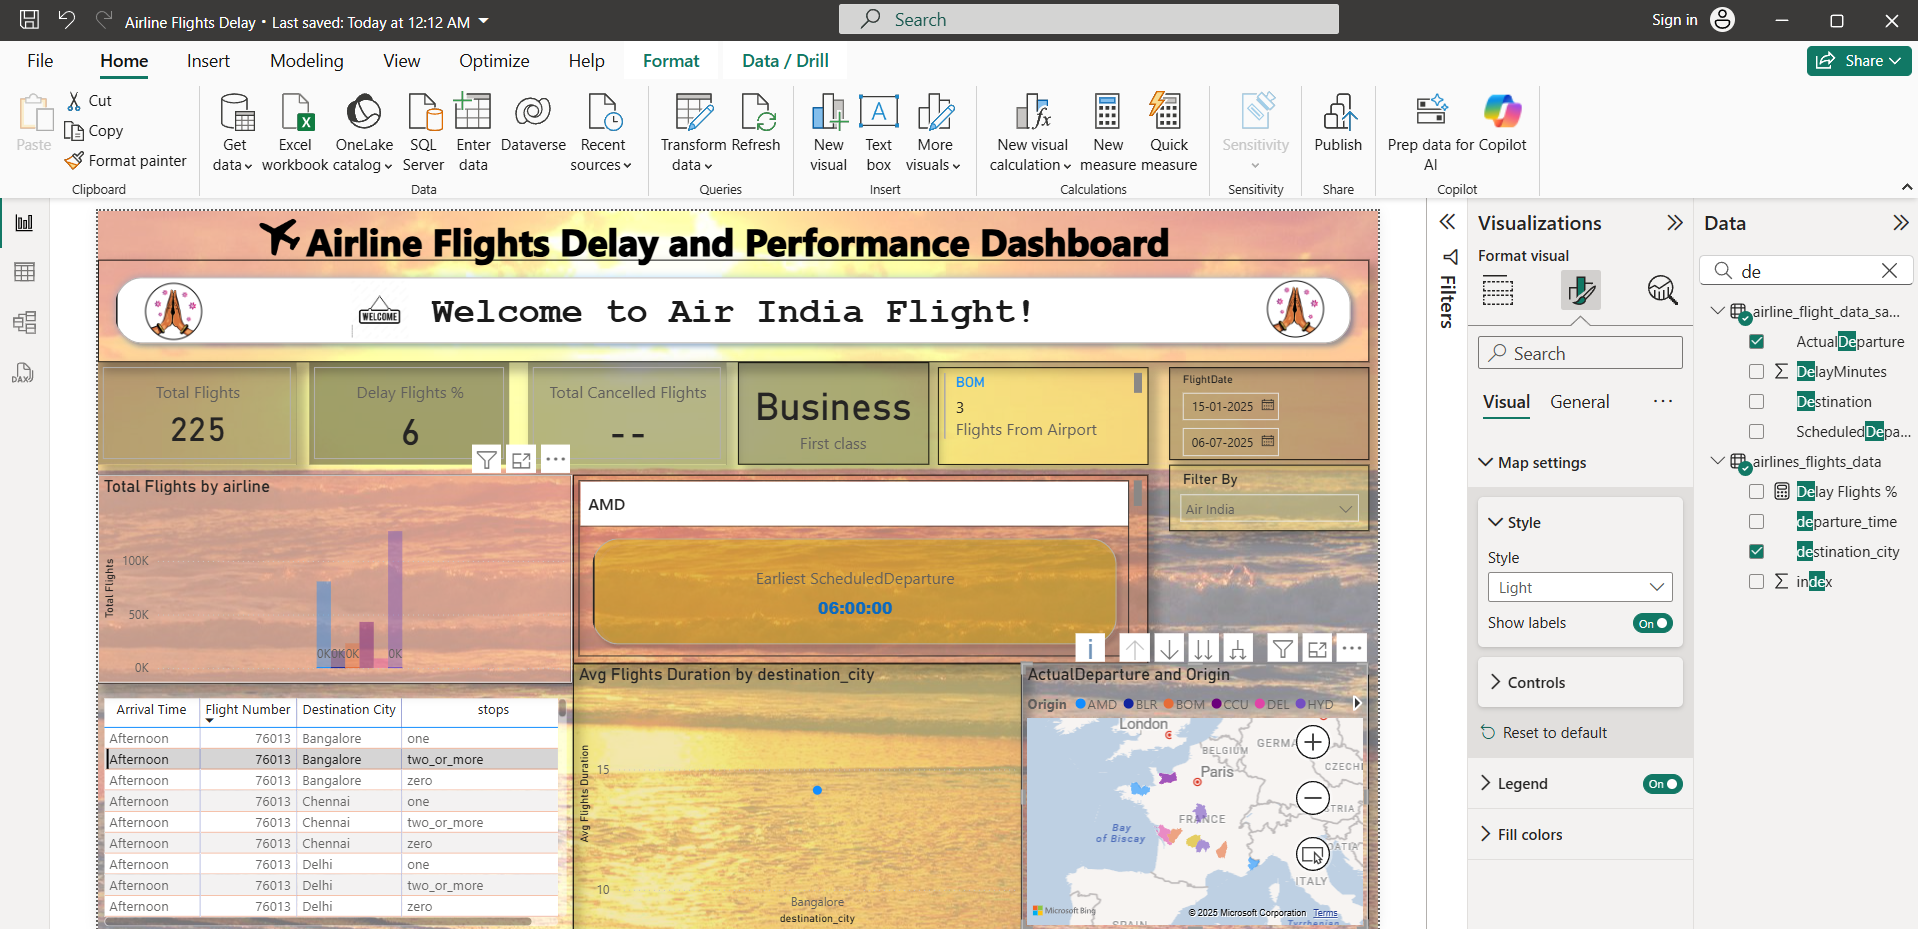 Airline Flights Delay • Last saved: Today at 12:12 AM
Search
Sign in
File
Home
Insert
Modeling
View
Optimize
Help
Format
Data / Drill
Share
Paste
Cut
Copy
Format painter
Clipboard
Get data
Excel workbook
OneLake catalog
SQL Server
Enter data
Dataverse
Recent sources
Data
Transform data
Refresh
Queries
New visual
Text box
More visuals
Insert
New visual calculation
New measure
Quick measure
Calculations
Sensitivity
Sensitivity
Publish
Share
Prep data for AI
Copilot
Copilot
Airline Flights Delay and Performance Dashboard
WELCOME
Welcome to Air India Flight!
Total Flights
225
Delay Flights %
6
Total Cancelled Flights
--
Business
First class
BOM
3
Flights From Airport
FlightDate
15-01-2025
06-07-2025
Filter By
Air India
Total Flights by airline
Total Flights
100K
50K
0K
0K 0K 0K 0K
AMD
Earliest ScheduledDeparture
06:00:00
Arrival Time Flight Number Destination City stops
Afternoon 76013 Bangalore one
Afternoon 76013 Bangalore two_or_more
Afternoon 76013 Bangalore zero
Afternoon 76013 Chennai one
Afternoon 76013 Chennai two_or_more
Afternoon 76013 Chennai zero
Afternoon 76013 Delhi one
Afternoon 76013 Delhi two_or_more
Afternoon 76013 Delhi zero
Avg Flights Duration by destination_city
Avg Flights Duration
15
10
Bangalore
destination_city
ActualDeparture and Origin
Origin AMD BLR BOM CCU DEL HYD
London
BELGIUM
GERM
CZECH
Paris
FRANCE
Bay of Biscay
TRIA
OATIA
ITALY
SPAIN
Tyrrhenian
Microsoft Bing
© 2025 Microsoft Corporation Terms
Filters
Visualizations
Format visual
Search
Visual
General
Map settings
Style
Style
Light
Show labels
On
Controls
Reset to default
Legend
On
Fill colors
Data
de
airline_flight_data_sa...
ActualDeparture
DelayMinutes
Destination
ScheduledDepa...
airlines_flights_data
Delay Flights %
departure_time
destination_city
index